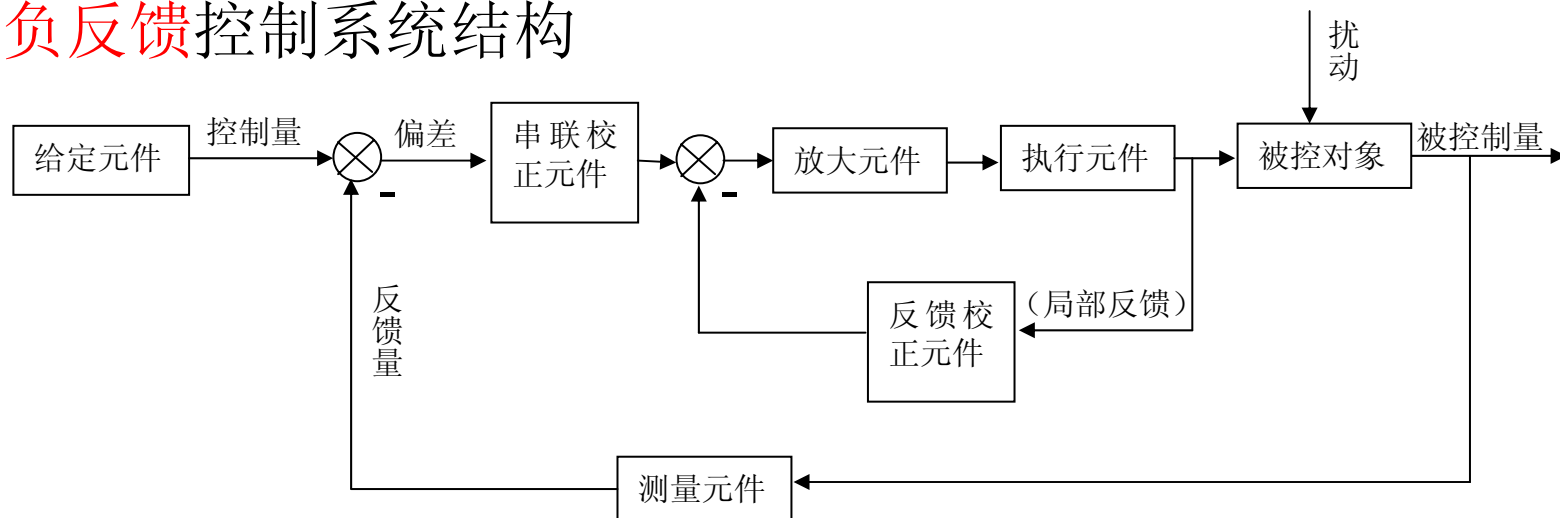 负反馈控制系统结构
扰
动
给定元件
控制量
偏差
串联校
正元件
放大元件
执行元件
被控对象
被控制量
-
-
反
馈
量
反馈校
正元件
（局部反馈）
测量元件